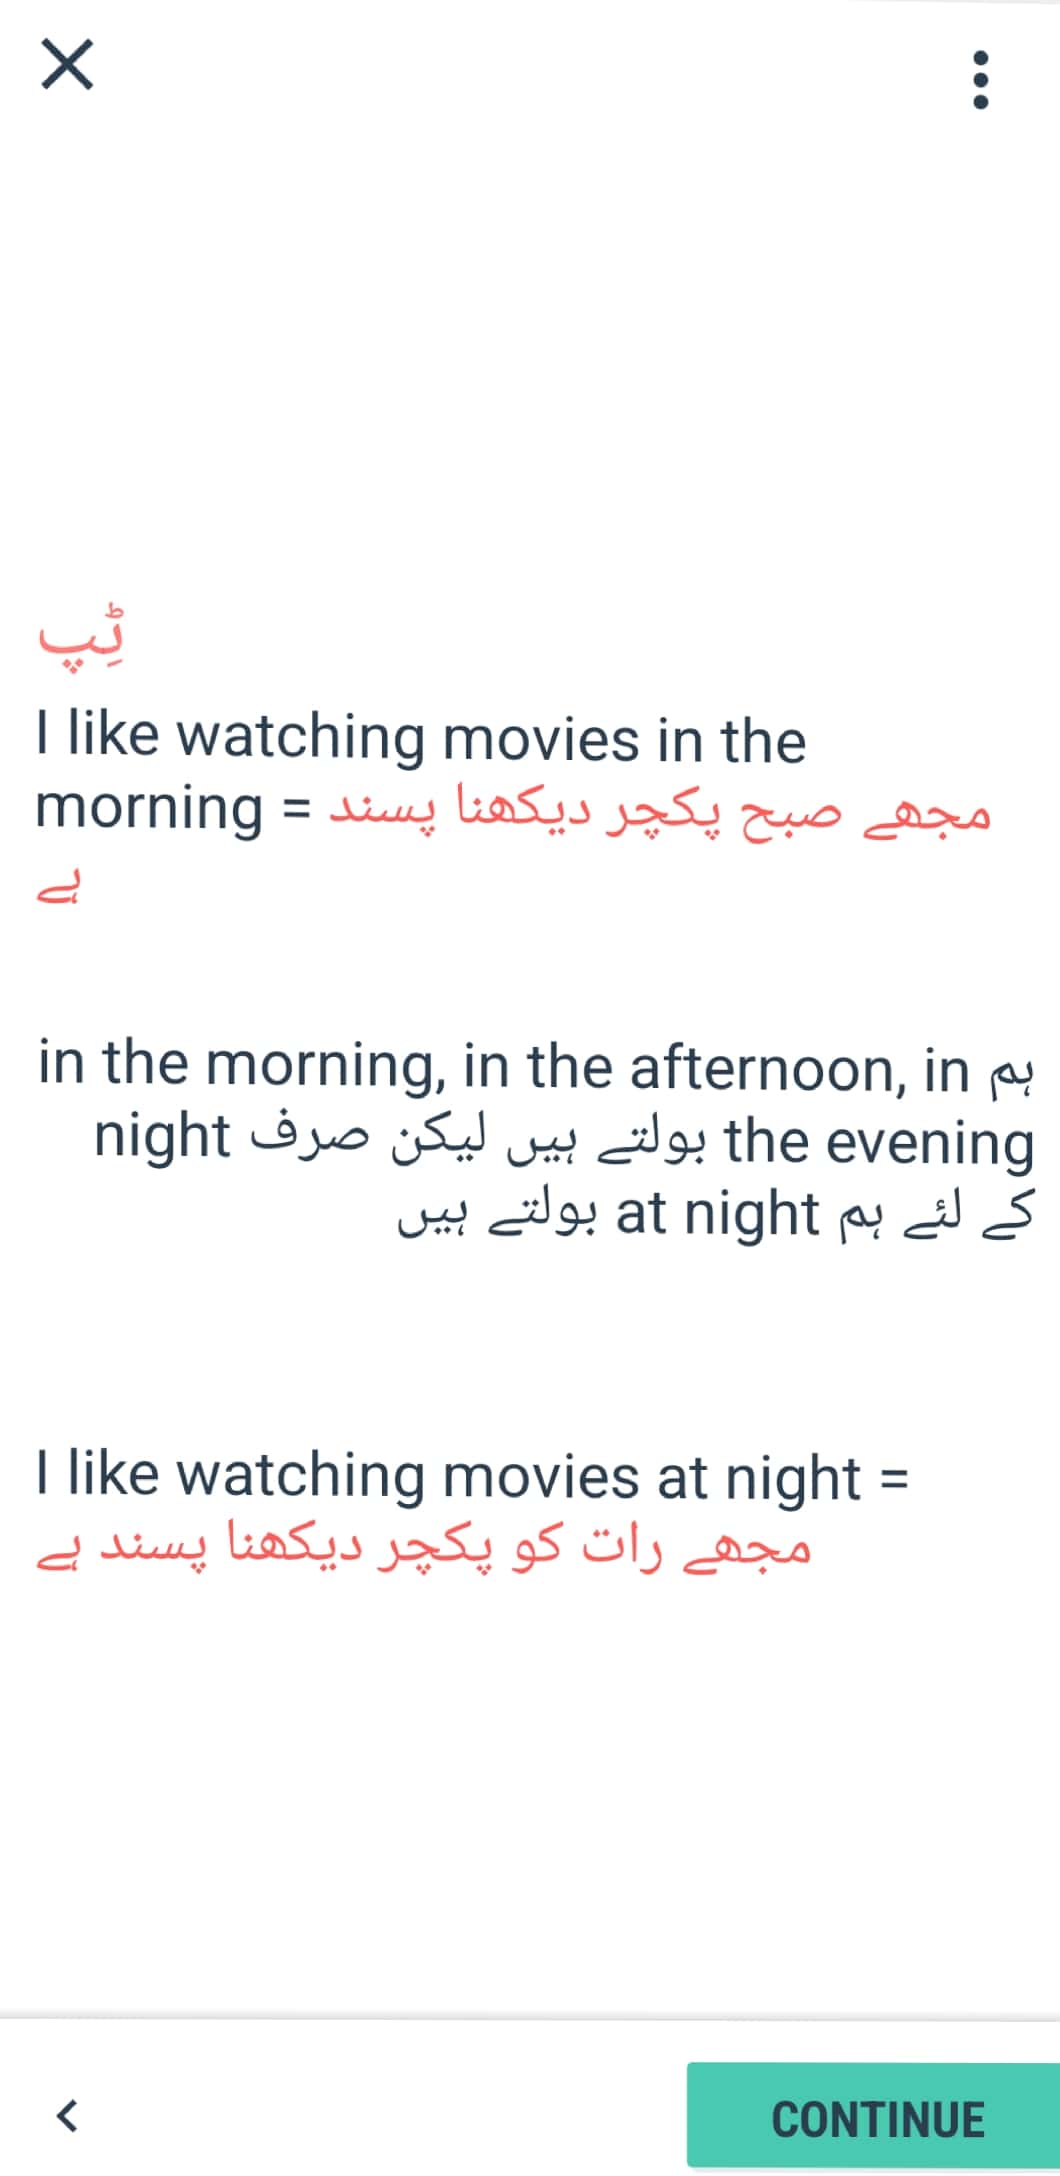 ٹِپ
I like watching movies in the
morning = مجھے صبح پکچر دیکھنا پسند
ہے
ہم in the morning, in the afternoon, in
the evening بولتے ہیں لیکن صرف night
کے لئے ہم at night بولتے ہیں
I like watching movies at night =
مجھے رات کو پکچر دیکھنا پسند ہے
CONTINUE